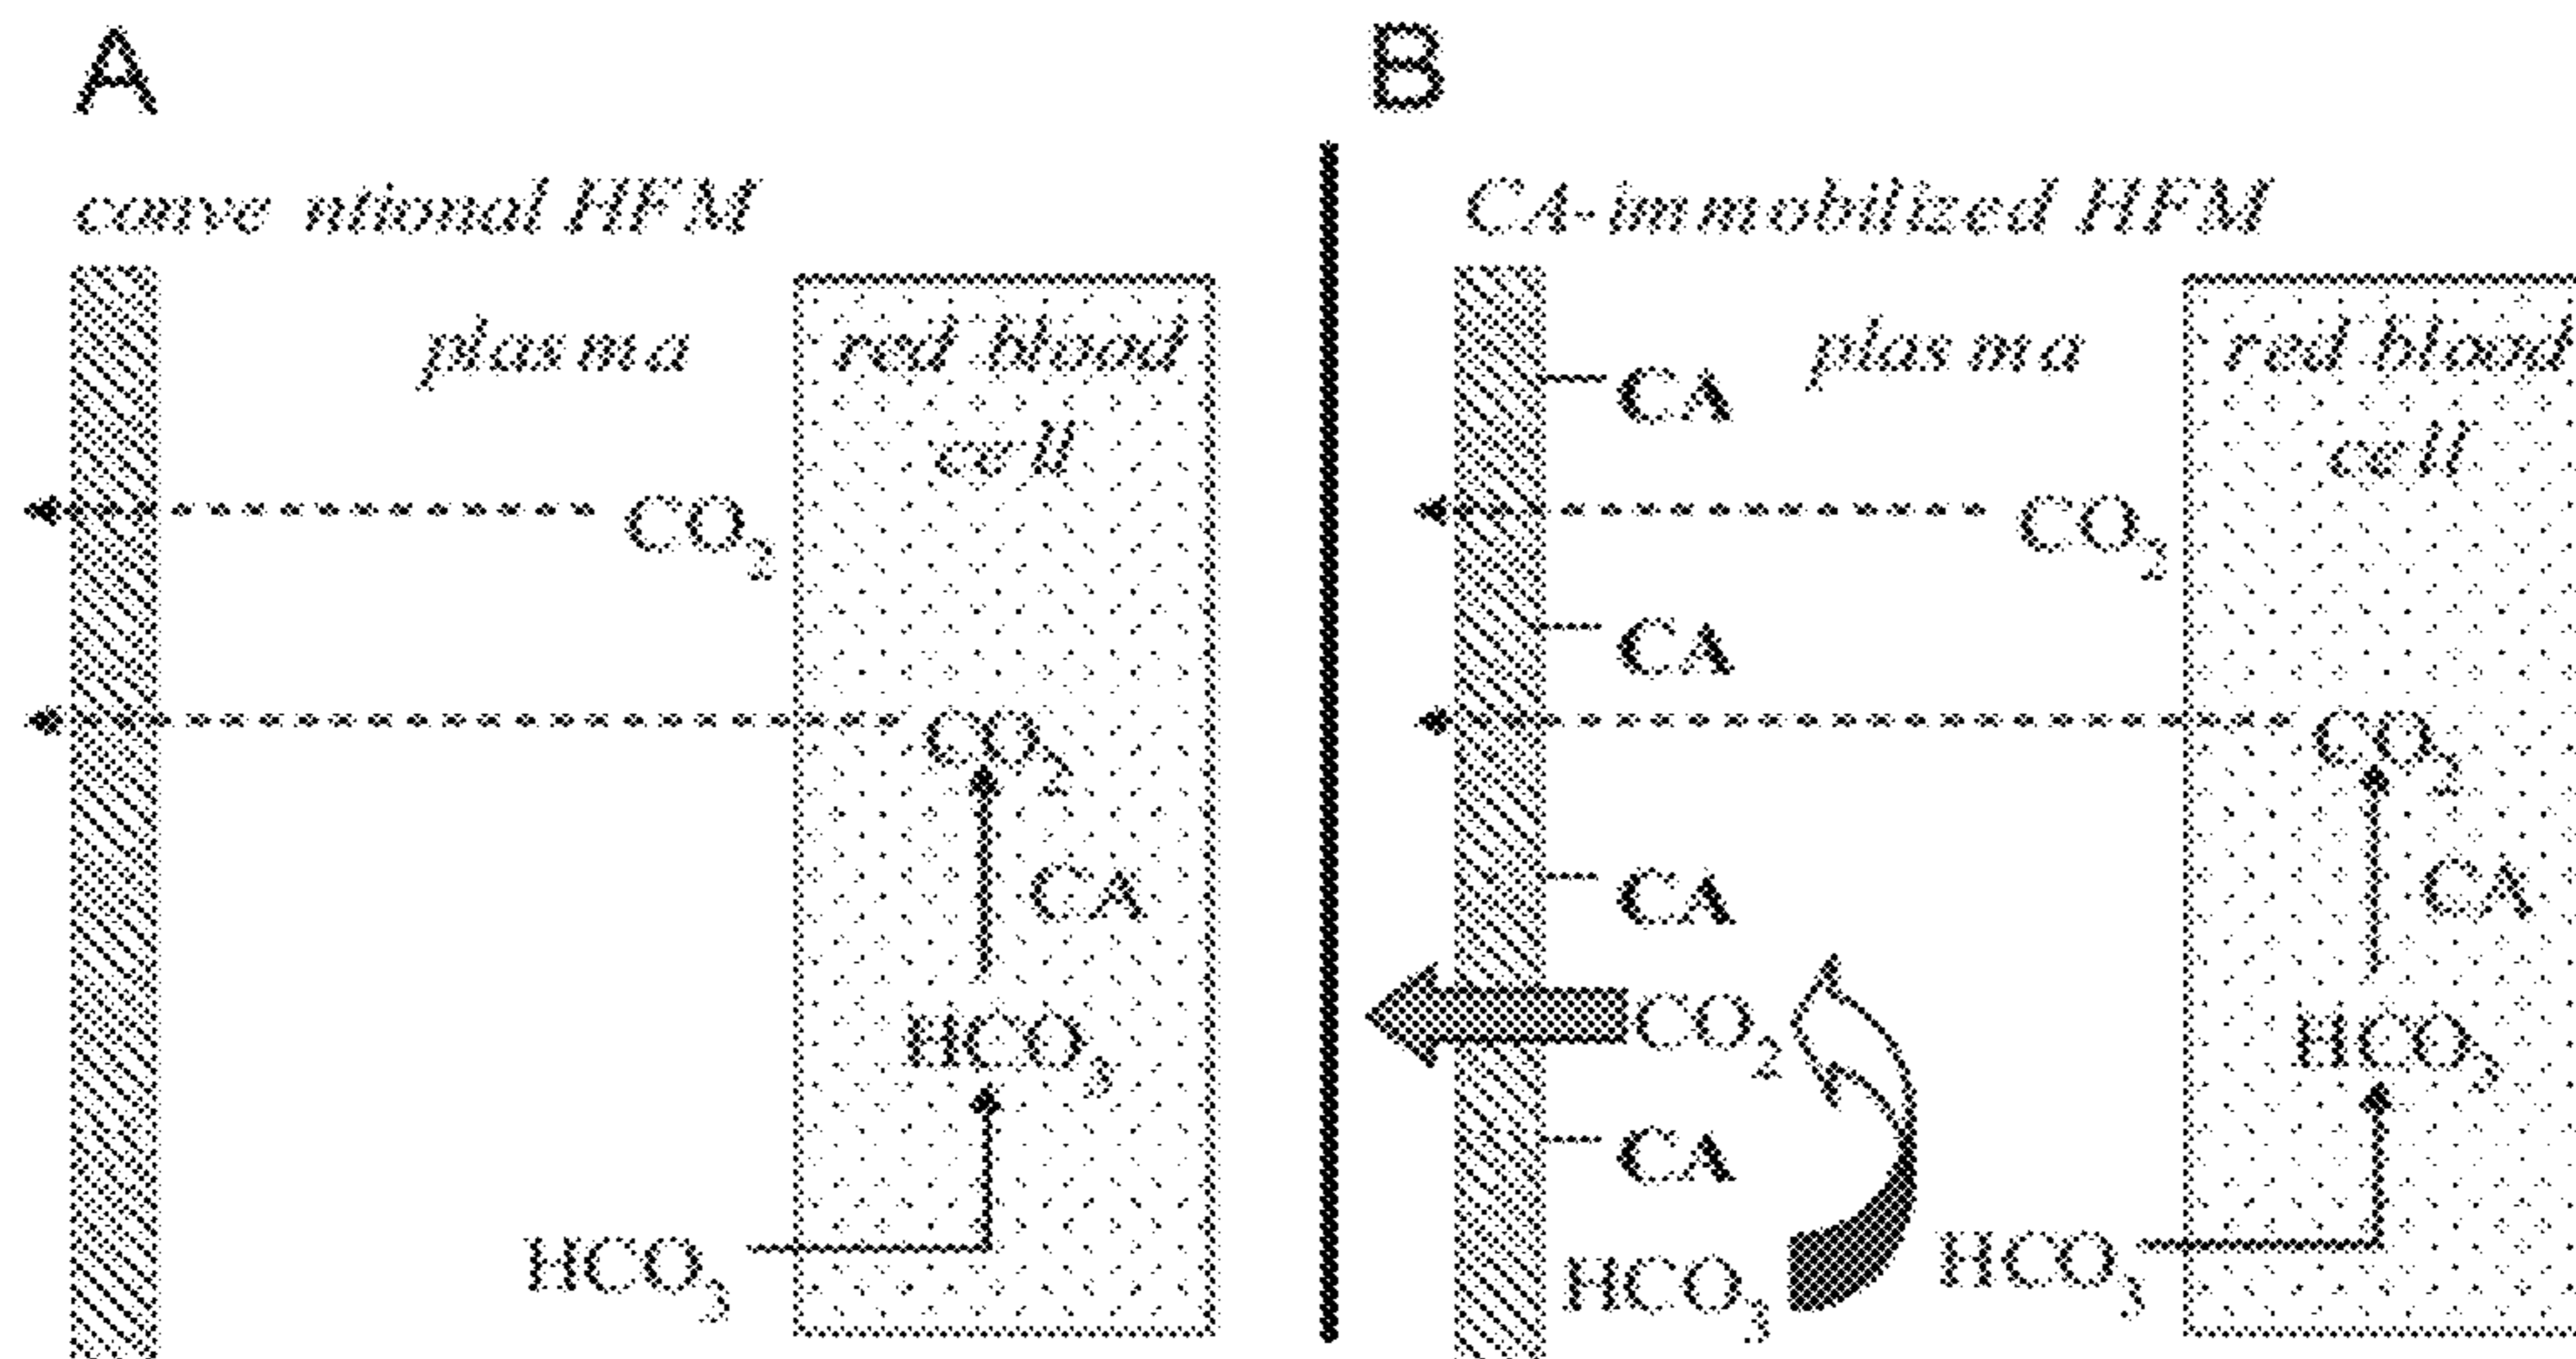 A
conventional HFM
plasma
red blood
cell
CO2
CO2
CA
HCO3
HCO3
B
CA-immobilized HFM
plasma
red blood
cell
CA
CO2
CA
CO2
CA
CA
CO2
HCO3
CA
HCO3
HCO3